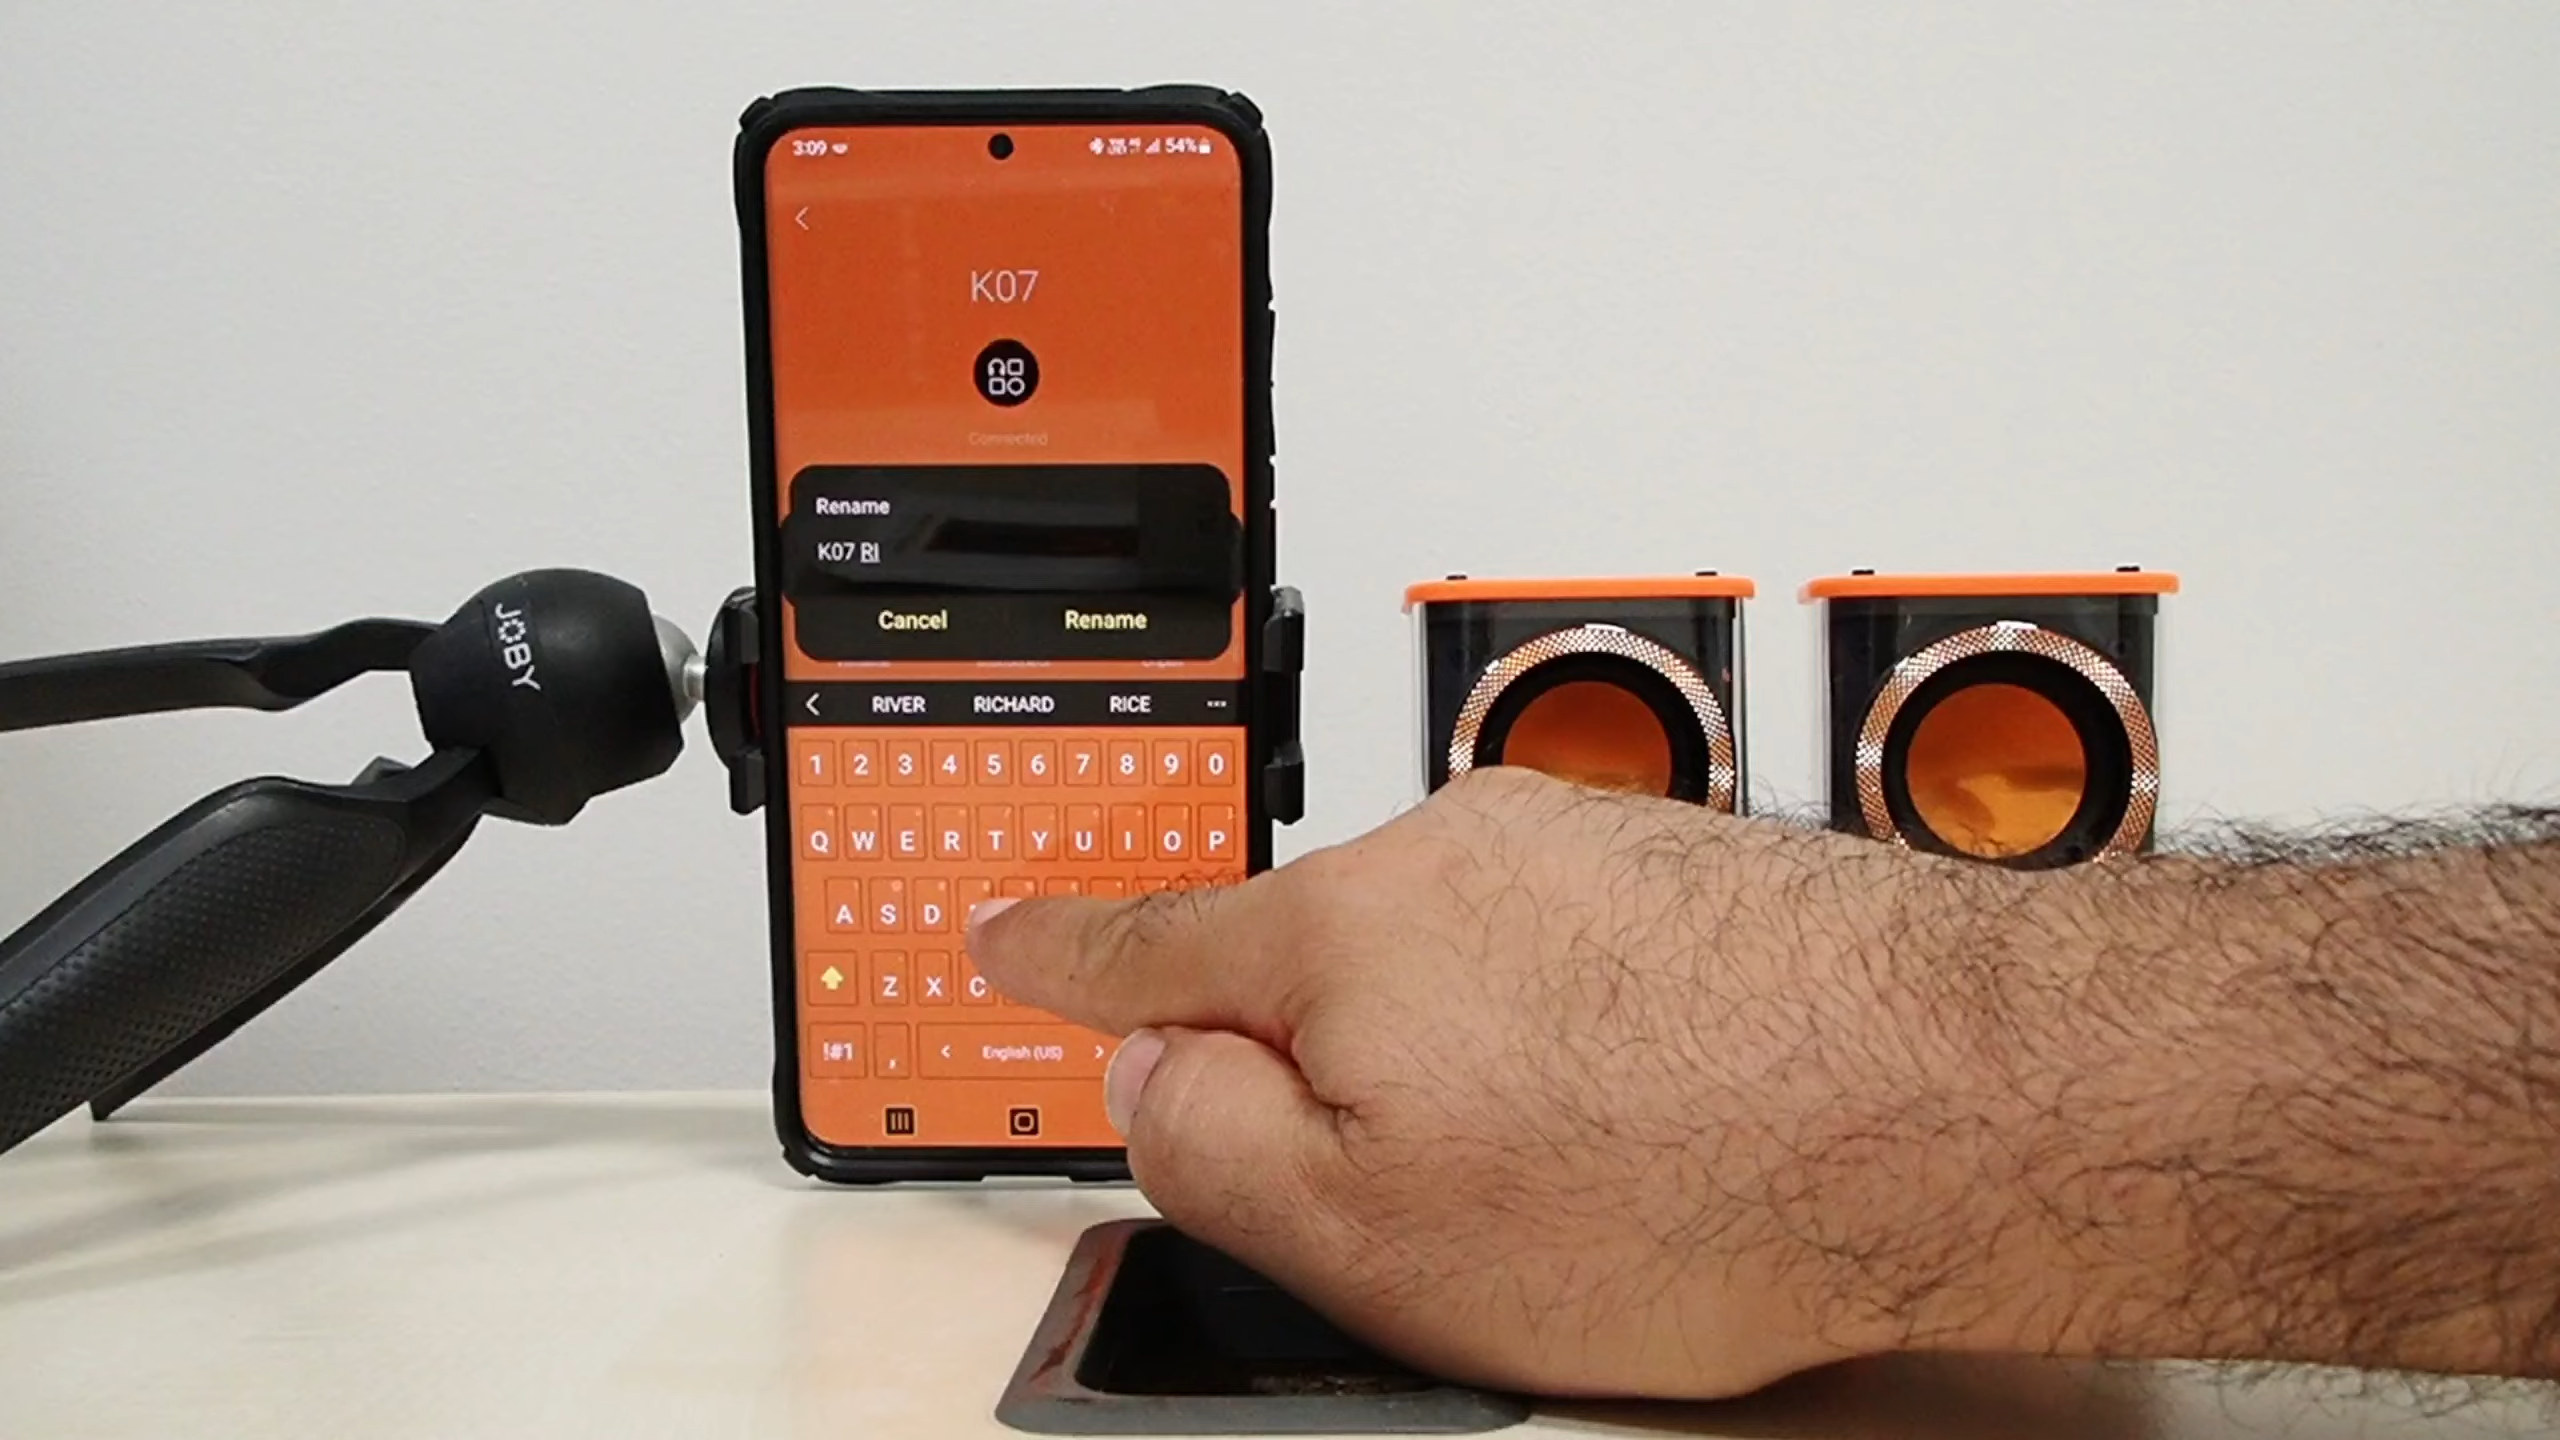 3:09 54%
K07
Connected
Rename
K07 RI
Cancel Rename
RIVER RICHARD RICE ...
1 2 3 4 5 6 7 8 9 0
Q W E R T Y U I O P
A S D
Z X C
!#1 , < English (US) >
JOBY